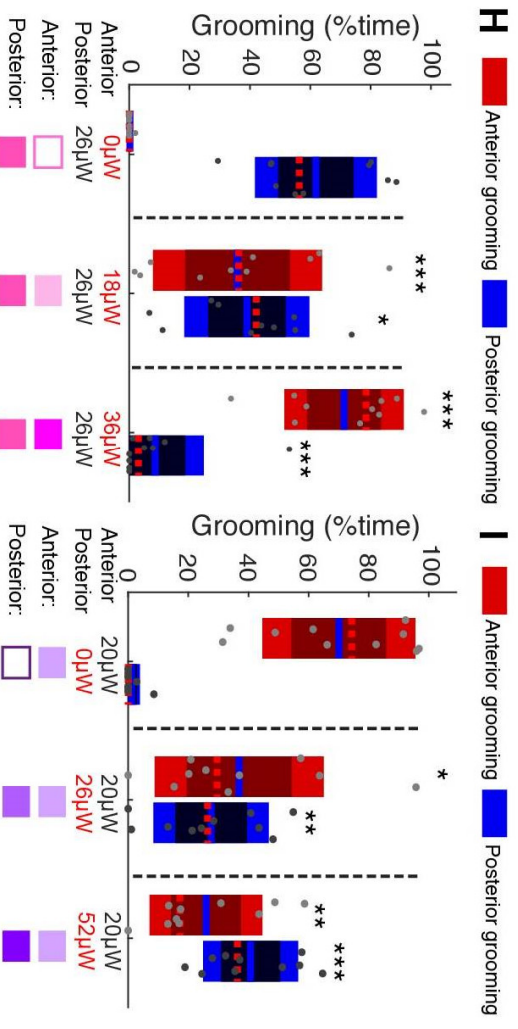 H
Anterior grooming Posterior grooming
Grooming (%time)
100
80
60
40
20
0
*** * *** ***
Anterior 0μW 18μW 36μW
Posterior 26μW 26μW 26μW
Anterior:
Posterior:
I
Anterior grooming Posterior grooming
Grooming (%time)
100
80
60
40
20
0
* ** ** ***
Anterior 20μW 20μW 20μW
Posterior 0μW 26μW 52μW
Anterior:
Posterior: